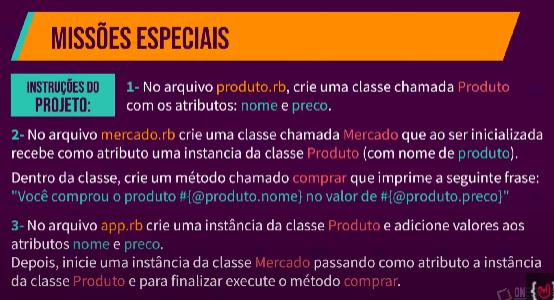 MISSÕES ESPECIAIS
INSTRUÇÕES DO
PROJETO:
1- No arquivo produto.rb, crie uma classe chamada Produto
com os atributos: nome e preco.
2- No arquivo mercado.rb crie uma classe chamada Mercado que ao ser inicializada
recebe como atributo uma instancia da classe Produto (com nome de produto).
Dentro da classe, crie um método chamado comprar que imprime a seguinte frase:
"Você comprou o produto #{@produto.nome} no valor de #{@produto.preco}"
3- No arquivo app.rb crie uma instância da classe Produto e adicione valores aos
atributos nome e preco.
Depois, inicie uma instância da classe Mercado passando como atributo a instância
da classe Produto e para finalizar execute o método comprar.